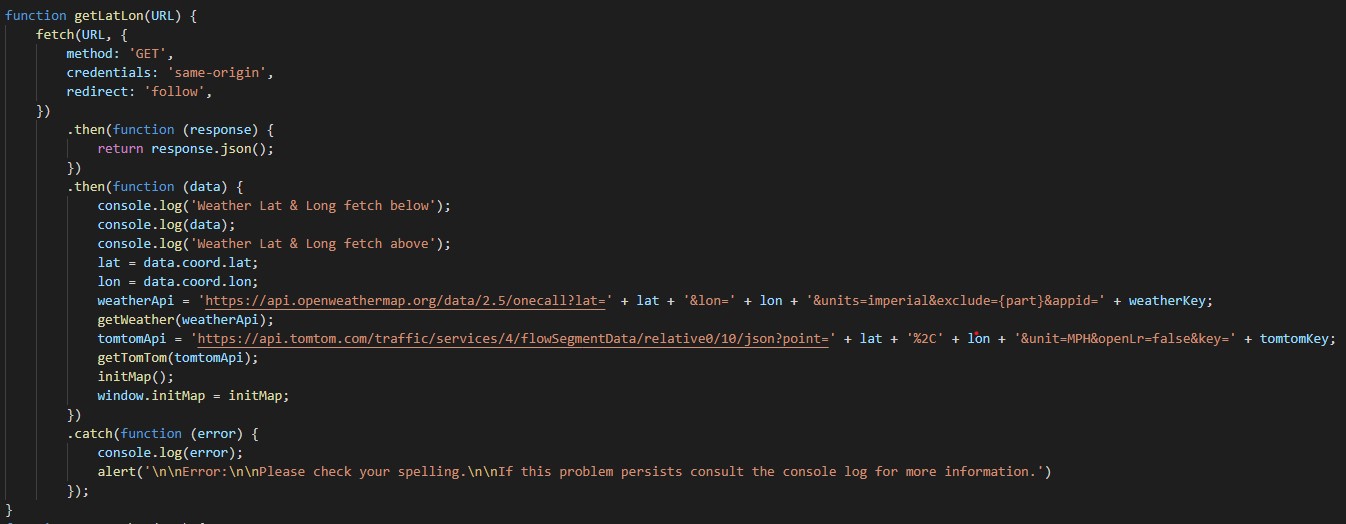 function getLatLon(URL) {
    fetch(URL, {
        method: 'GET',
        credentials: 'same-origin',
        redirect: 'follow',
    })
        .then(function (response) {
            return response.json();
        })
        .then(function (data) {
            console.log('Weather Lat & Long fetch below');
            console.log(data);
            console.log('Weather Lat & Long fetch above');
            lat = data.coord.lat;
            lon = data.coord.lon;
            weatherApi = 'https://api.openweathermap.org/data/2.5/onecall?lat=' + lat + '&lon=' + lon + '&units=imperial&exclude={part}&appid=' + weatherKey;
            getWeather(weatherApi);
            tomtomApi = 'https://api.tomtom.com/traffic/services/4/flowSegmentData/relative0/10/json?point=' + lat + '%2C' + lon + '&unit=MPH&openLr=false&key=' + tomtomKey;
            getTomTom(tomtomApi);
            initMap();
            window.initMap = initMap;
        })
        .catch(function (error) {
            console.log(error);
            alert('\n\nError:\n\nPlease check your spelling.\n\nIf this problem persists consult the console log for more information.')
        });
}